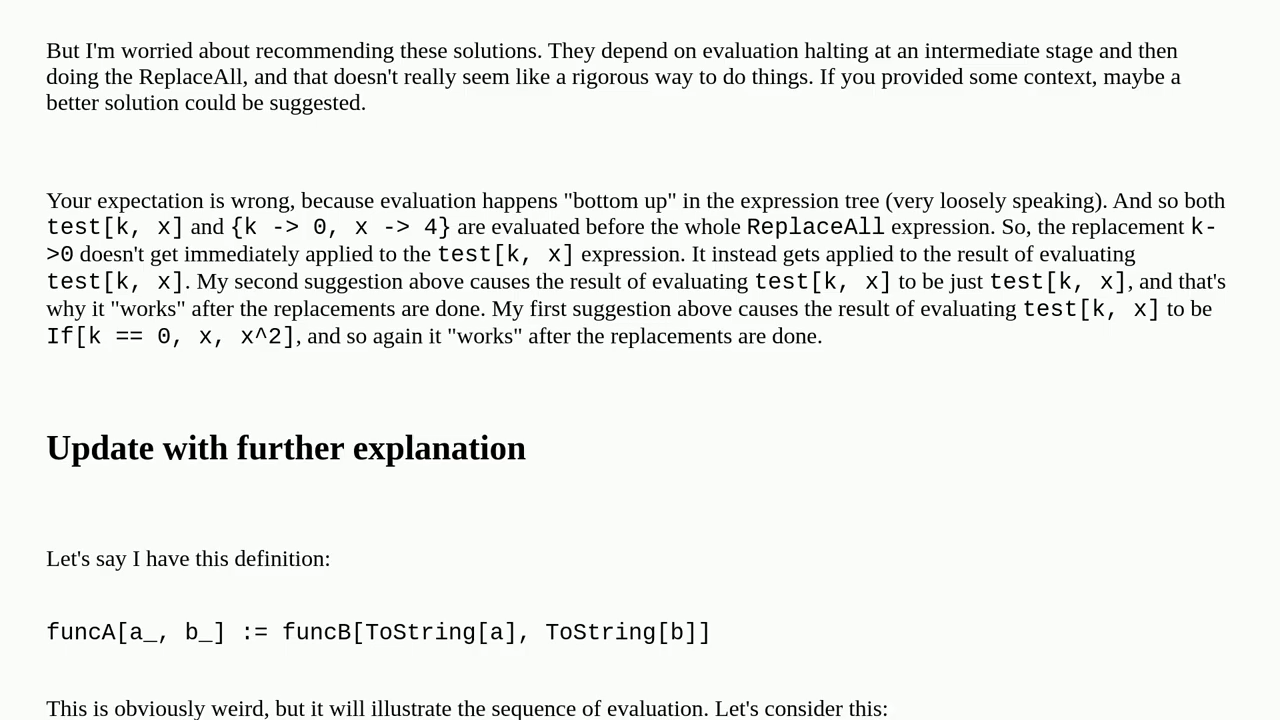 But I'm worried about recommending these solutions. They depend on evaluation halting at an intermediate stage and then
doing the ReplaceAll, and that doesn't really seem like a rigorous way to do things. If you provided some context, maybe a
better solution could be suggested.
Your expectation is wrong, because evaluation happens "bottom up" in the expression tree (very loosely speaking). And so both
test[k, x] and {k -> 0, x -> 4} are evaluated before the whole ReplaceAll expression. So, the replacement k-
>0 doesn't get immediately applied to the test[k, x] expression. It instead gets applied to the result of evaluating
test[k, x]. My second suggestion above causes the result of evaluating test[k, x] to be just test[k, x], and that's
why it "works" after the replacements are done. My first suggestion above causes the result of evaluating test[k, x] to be
If[k == 0, x, x^2], and so again it "works" after the replacements are done.
Update with further explanation
Let's say I have this definition:
funcA[a_, b_] := funcB[ToString[a], ToString[b]]
This is obviously weird, but it will illustrate the sequence of evaluation. Let's consider this: